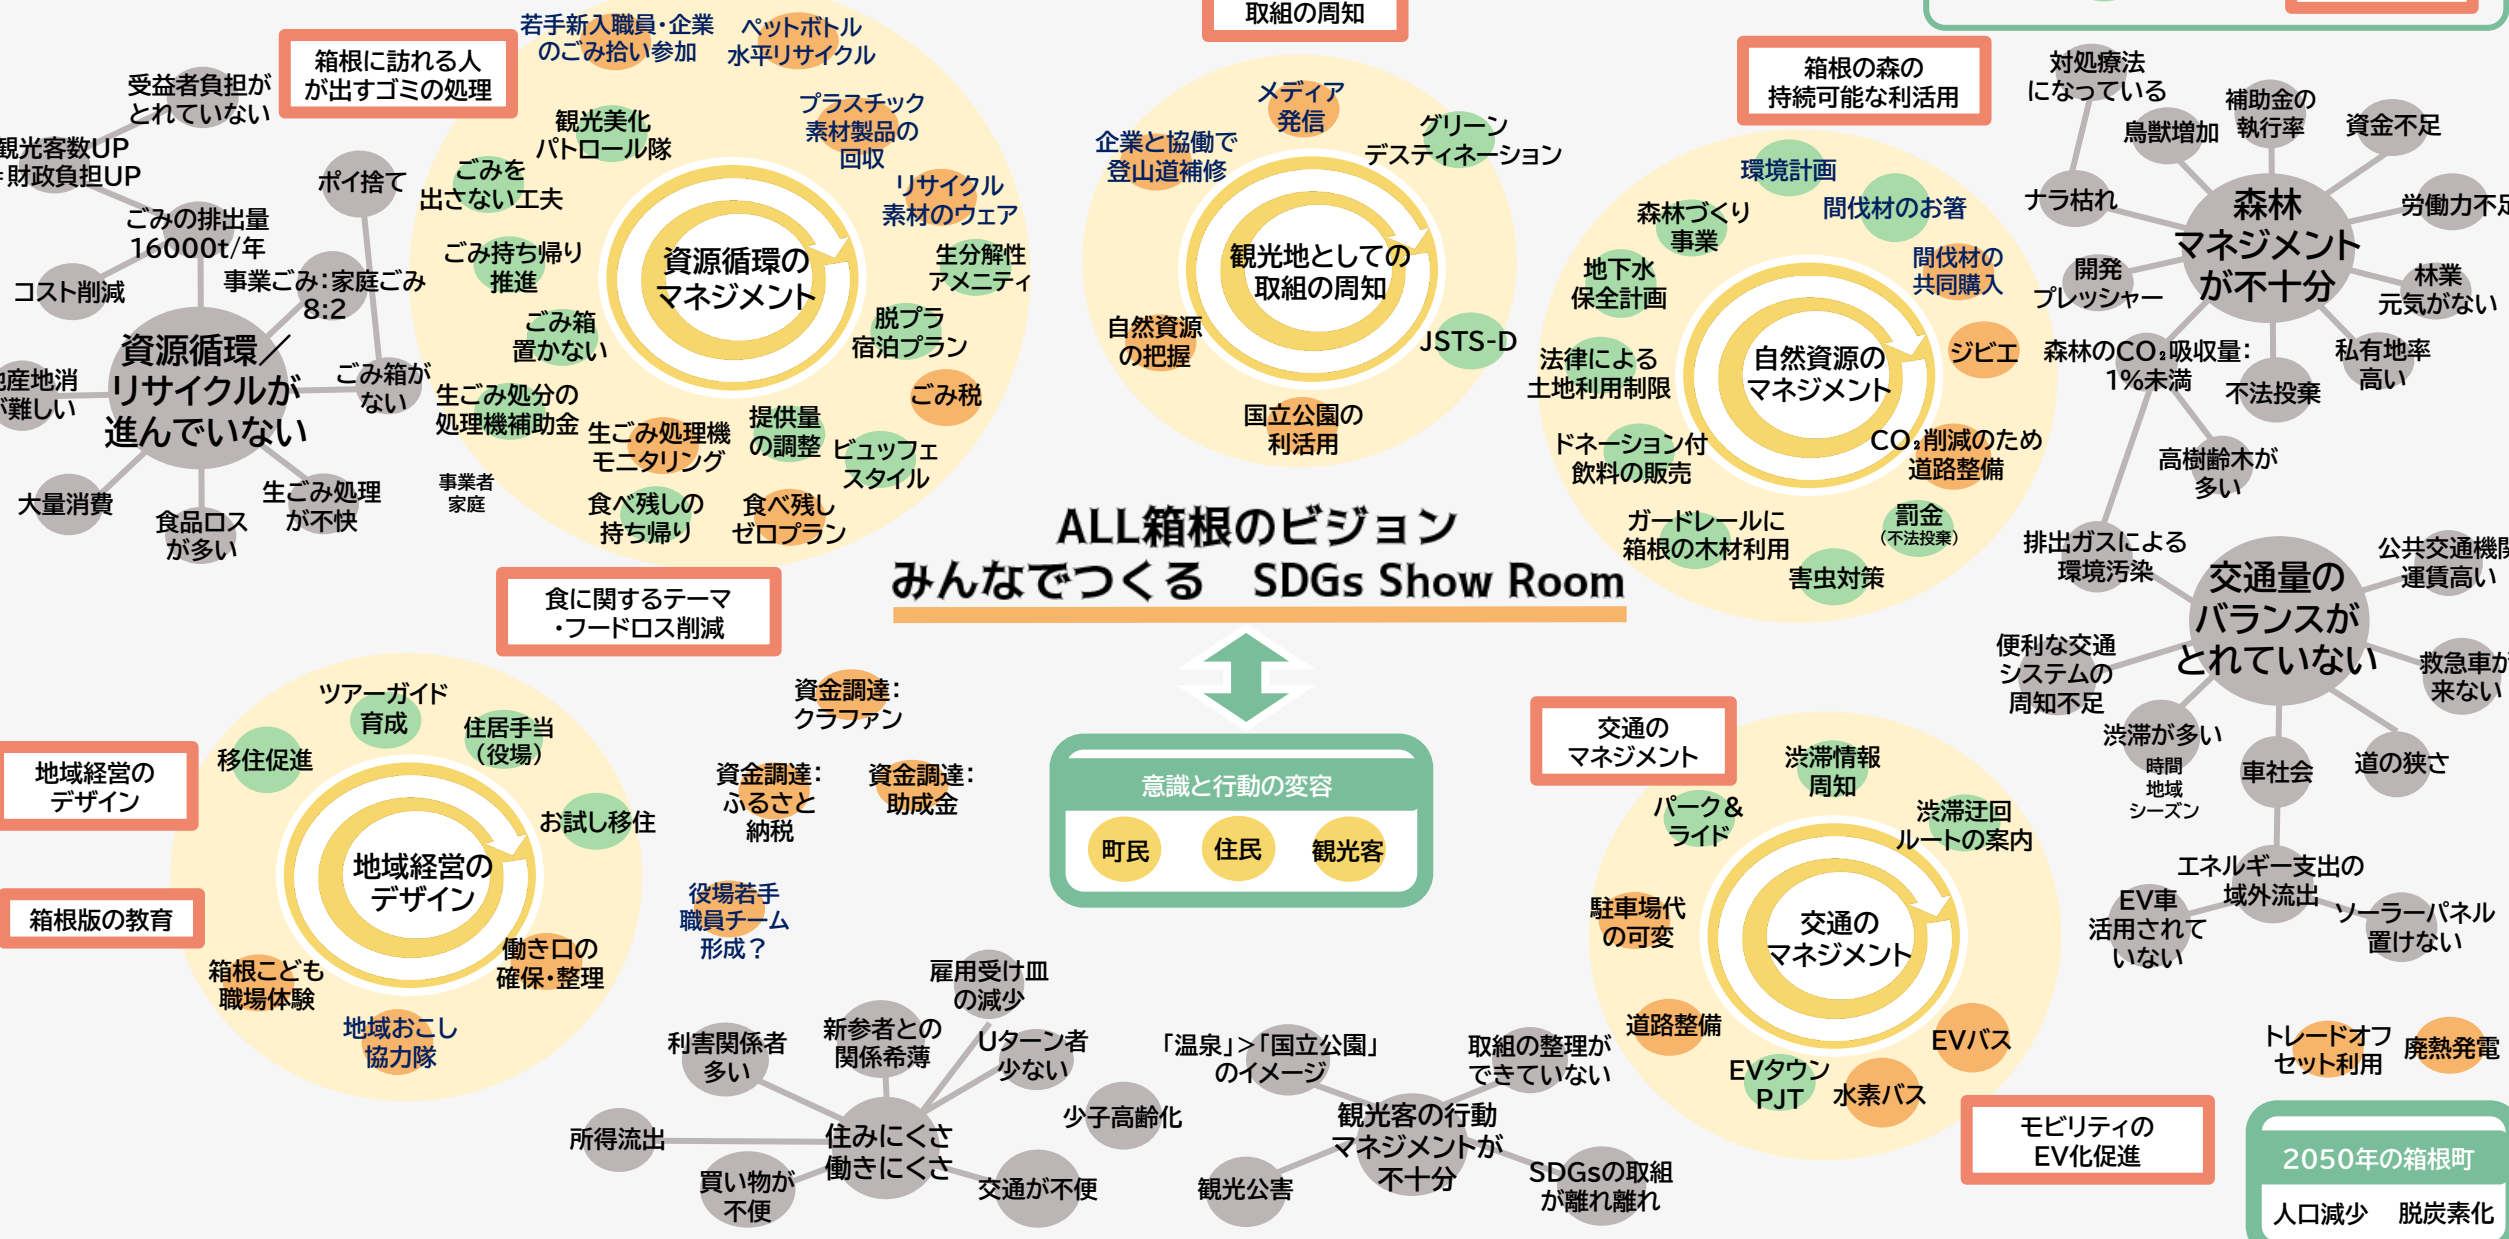 取組の周知
箱根に訪れる人
が出すゴミの処理
若手新入職員・企業
のごみ拾い参加
ペットボトル
水平リサイクル
受益者負担が
とれていない
観光客数UP
財政負担UP
ポイ捨て
ごみの排出量
16000t/年
コスト削減
事業ごみ：家庭ごみ
8:2
資源循環／
リサイクルが
進んでいない
ごみ箱が
ない
産地消
難しい
大量消費
食品ロス
が多い
生ごみ処理
が不快
観光美化
パトロール隊
プラスチック
素材製品の
回収
ごみを
出さない工夫
リサイクル
素材のウェア
ごみ持ち帰り
推進
生分解性
アメニティ
資源循環の
マネジメント
ごみ箱
置かない
脱プラ
宿泊プラン
生ごみ処分の
処理機補助金
ごみ税
生ごみ処理機
モニタリング
提供量
の調整
ビュッフェ
スタイル
事業者
家庭
食べ残しの
持ち帰り
食べ残し
ゼロプラン
食に関するテーマ
・フードロス削減
メディア
発信
企業と協働で
登山道補修
グリーン
デスティネーション
観光地としての
取組の周知
自然資源
の把握
JSTS-D
国立公園の
利活用
ALL箱根のビジョン
みんなでつくる　SDGs Show Room
箱根の森の
持続可能な利活用
環境計画
間伐材のお箸
森林づくり
事業
間伐材の
共同購入
地下水
保全計画
自然資源の
マネジメント
ジビエ
法律による
土地利用制限
ドネーション付
飲料の販売
CO₂削減のため
道路整備
ガードレールに
箱根の木材利用
罰金
（不法投棄）
害虫対策
対処療法
になっている
鳥獣増加
補助金の
執行率
資金不足
ナラ枯れ
森林
マネジメント
が不十分
労働力不足
開発
プレッシャー
林業
元気がない
森林のCO₂吸収量：
1%未満
不法投棄
私有地率
高い
高樹齢木が
多い
排出ガスによる
環境汚染
交通量の
バランスが
とれていない
公共交通機関
運賃高い
便利な交通
システムの
周知不足
救急車が
来ない
渋滞が多い
時間
地域
シーズン
車社会
道の狭さ
エネルギー支出の
域外流出
EV車
活用されて
いない
ソーラーパネル
置けない
地域経営の
デザイン
箱根版の教育
ツアーガイド
育成
住居手当
（役場）
移住促進
お試し移住
地域経営の
デザイン
働き口の
確保・整理
箱根こども
職場体験
地域おこし
協力隊
資金調達：
クラファン
資金調達：
ふるさと
納税
資金調達：
助成金
役場若手
職員チーム
形成？
意識と行動の変容
町民
住民
観光客
交通の
マネジメント
渋滞情報
周知
パーク＆
ライド
渋滞迂回
ルートの案内
駐車場代
の可変
交通の
マネジメント
道路整備
EVバス
EVタウン
PJT
水素バス
モビリティの
EV化促進
雇用受け皿
の減少
利害関係者
多い
新参者との
関係希薄
Uターン者
少ない
少子高齢化
所得流出
住みにくさ
働きにくさ
買い物が
不便
交通が不便
「温泉」＞「国立公園」
のイメージ
取組の整理が
できていない
観光客の行動
マネジメントが
不十分
観光公害
SDGsの取組
が離れ離れ
トレードオフ
セット利用
廃熱発電
2050年の箱根町
人口減少
脱炭素化